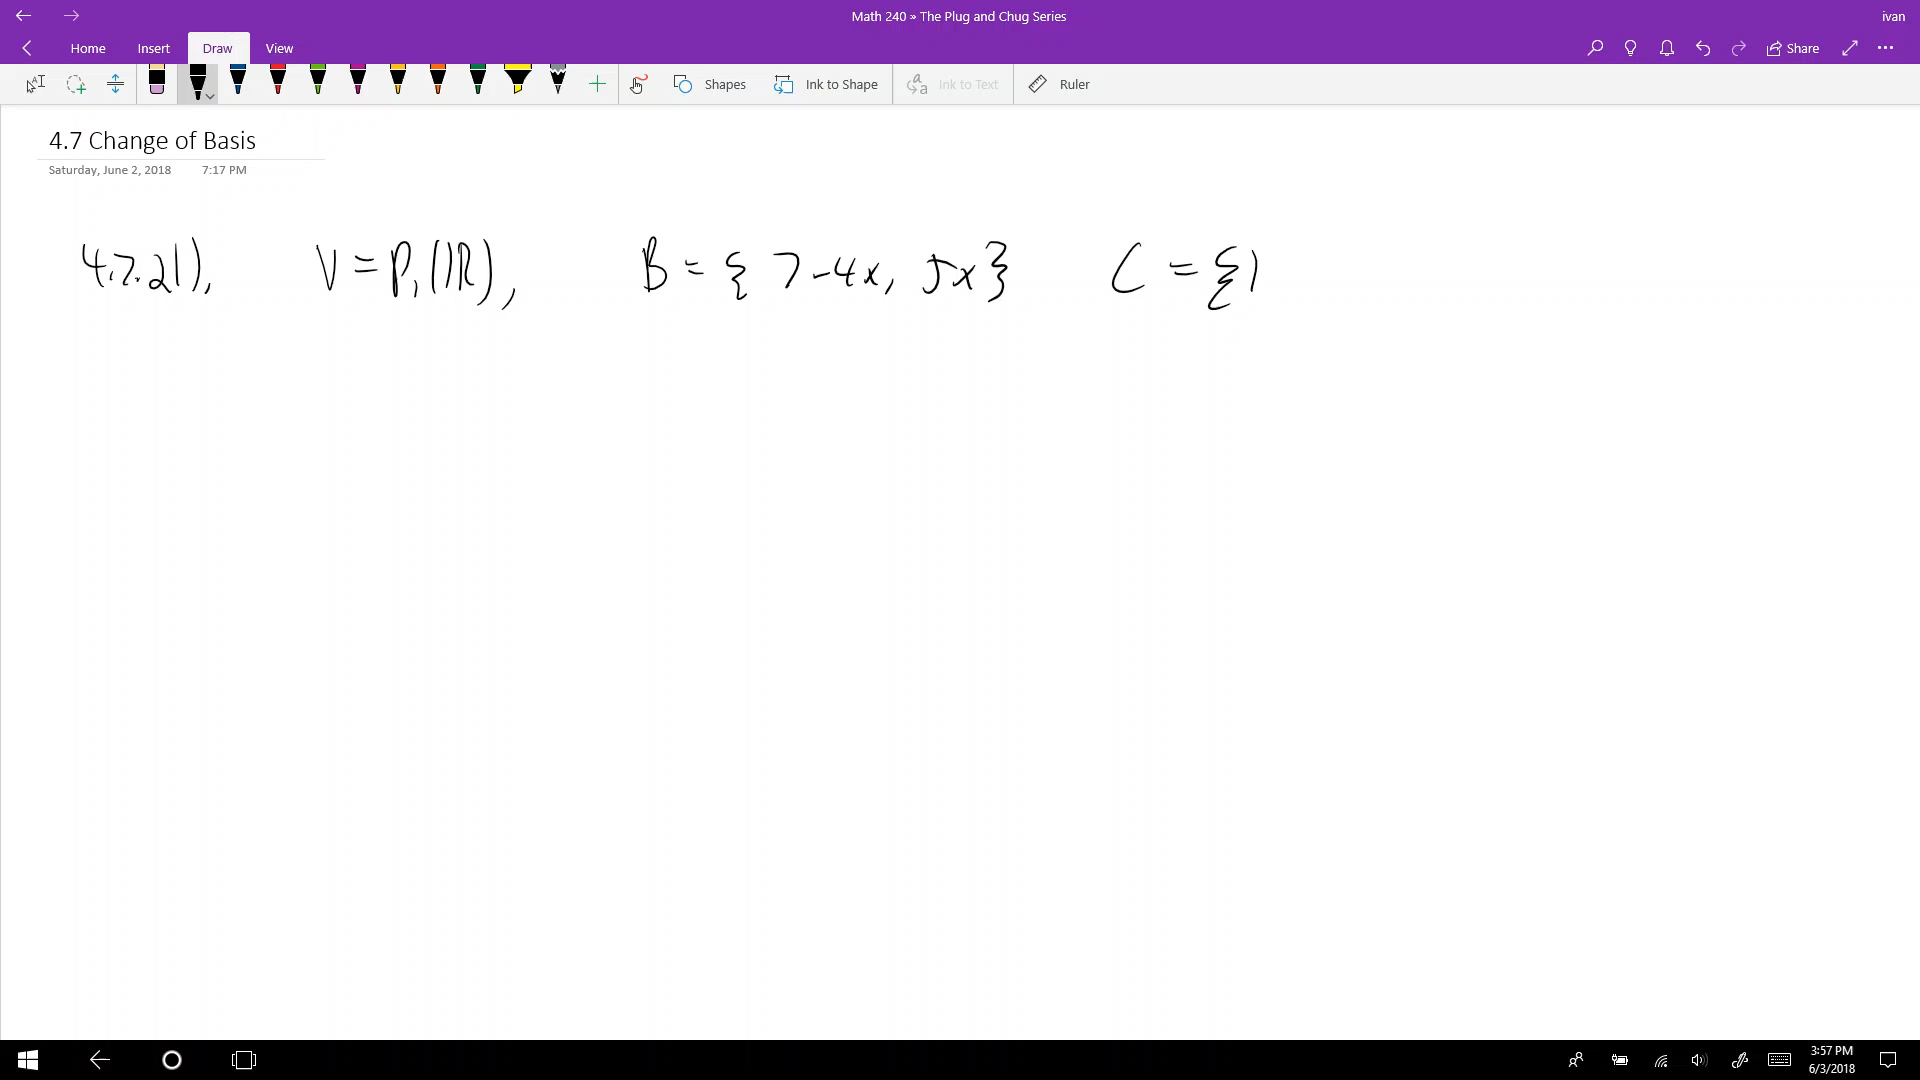 Math 240 » The Plug and Chug Series
ivan
Home Insert Draw View
Share
Shapes Ink to Shape Ink to Text Ruler
4.7 Change of Basis
Saturday, June 2, 2018 7:17 PM
4.7.21), V = P₁(ℝ), B = { 7-4x, 5x} C = {1
3:57 PM
6/3/2018